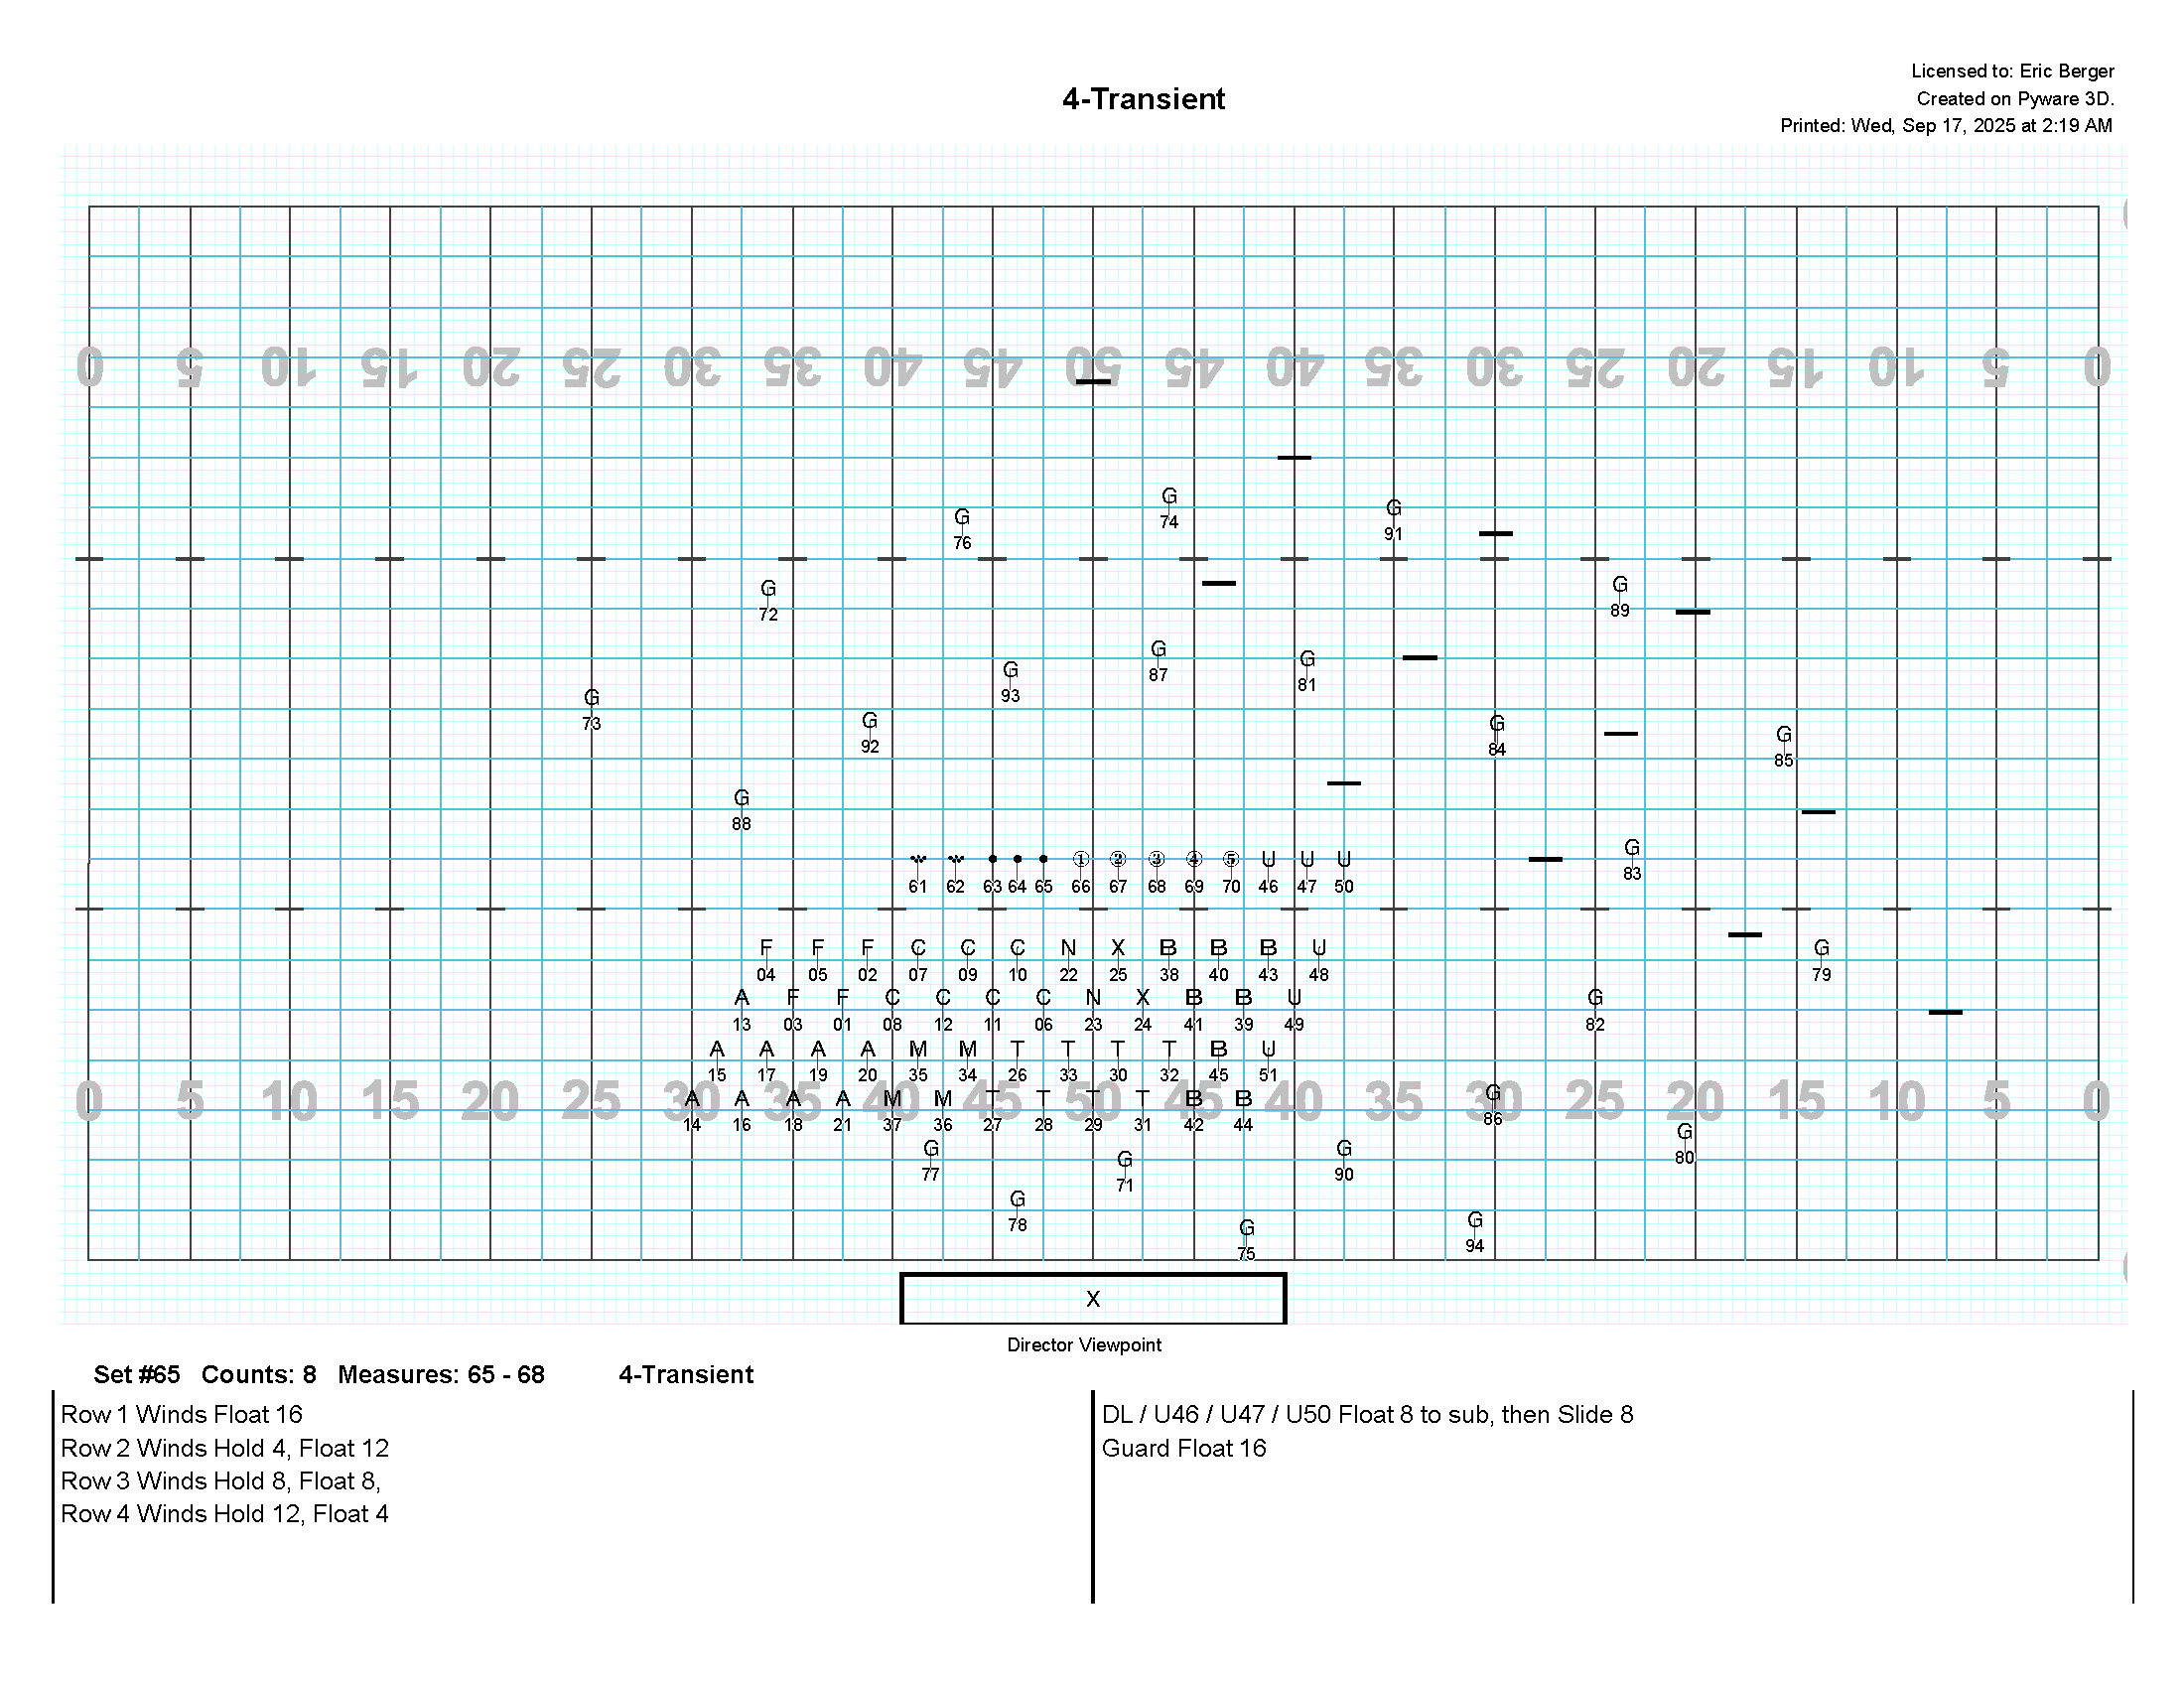 Licensed to: Eric Berger
4-Transient
Created on Pyware 3D.
Printed: Wed, Sep 17, 2025 at 2:19 AM
0 5 10 15 20 25 30 35 40 45 50 45 40 35 30 25 20 15 10 5 0
G G G
76 74 91
G G
72 89
G G G
93 87 81
G G G G
73 92 84 85
G
88
1 2 3 4 5 U U U G
61 62 63 64 65 66 67 68 69 70 46 47 50 83
F F F C C C N X B B B U G
04 05 02 07 09 10 22 25 38 40 43 48 79
A F F C C C C N X B B U G
13 03 01 08 12 11 06 23 24 41 39 49 82
A A A A M M T T T T B U
15 17 19 20 35 34 26 33 30 32 45 51
0 5 10 15 20 25 30 35 40 45 50 45 40 35 30 25 20 15 10 5 0
A A A A M M T T T T B B G
14 16 18 21 37 36 27 28 29 31 42 44 86
G G G G
77 71 90 80
G G G
78 75 94
X
Director Viewpoint
Set #65 Counts: 8 Measures: 65 - 68 4-Transient
Row 1 Winds Float 16
Row 2 Winds Hold 4, Float 12
Row 3 Winds Hold 8, Float 8,
Row 4 Winds Hold 12, Float 4
DL / U46 / U47 / U50 Float 8 to sub, then Slide 8
Guard Float 16